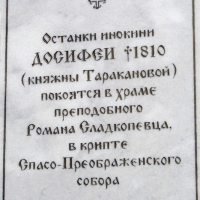 Останки инокини
ДОСИФЕИ †1810
(княжны Таракановой)
покоятся в храме
преподобного
Романа Сладкопевца,
в крипте
Спасо-Преображенского
собора